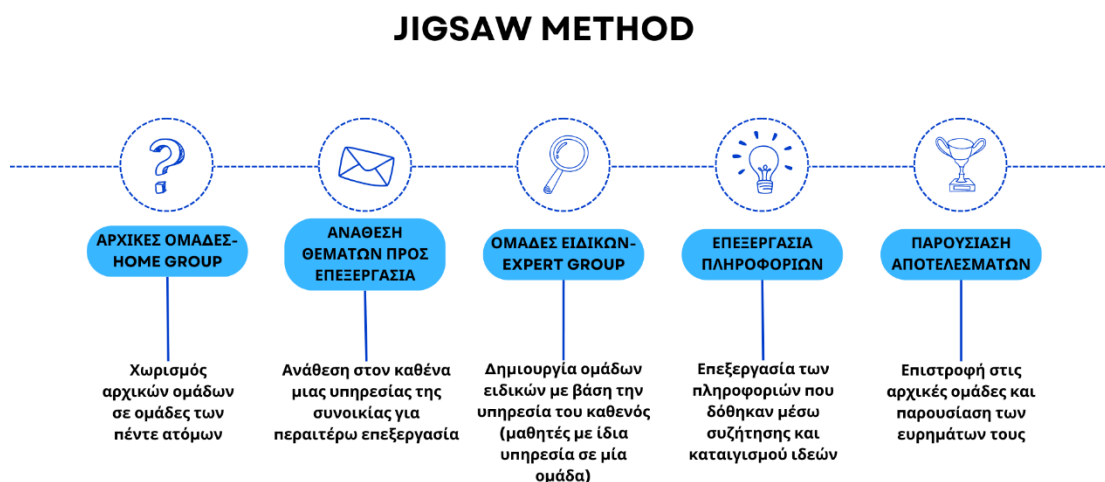 JIGSAW METHOD
ΑΡΧΙΚΕΣ ΟΜΑΔΕΣ-
HOME GROUP
ΑΝΑΘΕΣΗ
ΘΕΜΑΤΩΝ ΠΡΟΣ
ΕΠΕΞΕΡΓΑΣΙΑ
ΟΜΑΔΕΣ ΕΙΔΙΚΩΝ-
EXPERT GROUP
ΕΠΕΞΕΡΓΑΣΙΑ
ΠΛΗΡΟΦΟΡΙΩΝ
ΠΑΡΟΥΣΙΑΣΗ
ΑΠΟΤΕΛΕΣΜΑΤΩΝ
Χωρισμός
αρχικών ομάδων
σε ομάδες των
πέντε ατόμων
Ανάθεση στον καθένα
μιας υπηρεσίας της
συνοικίας για
περαιτέρω επεξεργασία
Δημιουργία ομάδων
ειδικών με βάση την
υπηρεσία του καθενός
(μαθητές με ίδια
υπηρεσία σε μία
ομάδα)
Επεξεργασία των
πληροφοριών που
δόθηκαν μέσω
συζήτησης και
καταιγισμού ιδεών
Επιστροφή στις
αρχικές ομάδες και
παρουσίαση των
ευρημάτων τους